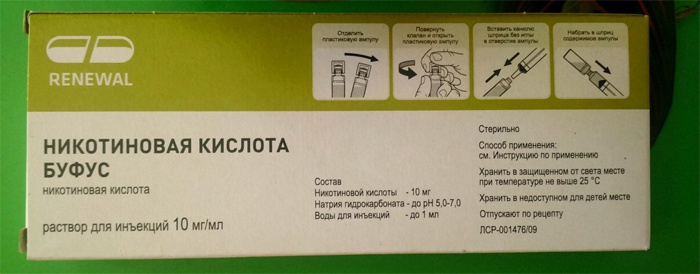 RENEWAL
Отделить
пластиковую ампулу
Повернуть
клапан и открыть
пластиковую ампулу
Вставить канюлю
шприца без иглы
в отверстие ампулы
Набрать в шприц
содержимое ампулы
НИКОТИНОВАЯ КИСЛОТА
БУФУС
никотиновая кислота
раствор для инъекций 10 мг/мл
Состав
Никотиновой кислоты - 10 мг
Натрия гидрокарбоната - до pH 5,0-7,0
Воды для инъекций - до 1 мл
Стерильно
Способ применения:
см. Инструкцию по применению
Хранить в защищенном от света месте
при температуре не выше 25 °С
Хранить в недоступном для детей месте
Отпускают по рецепту
ЛСР-001476/09